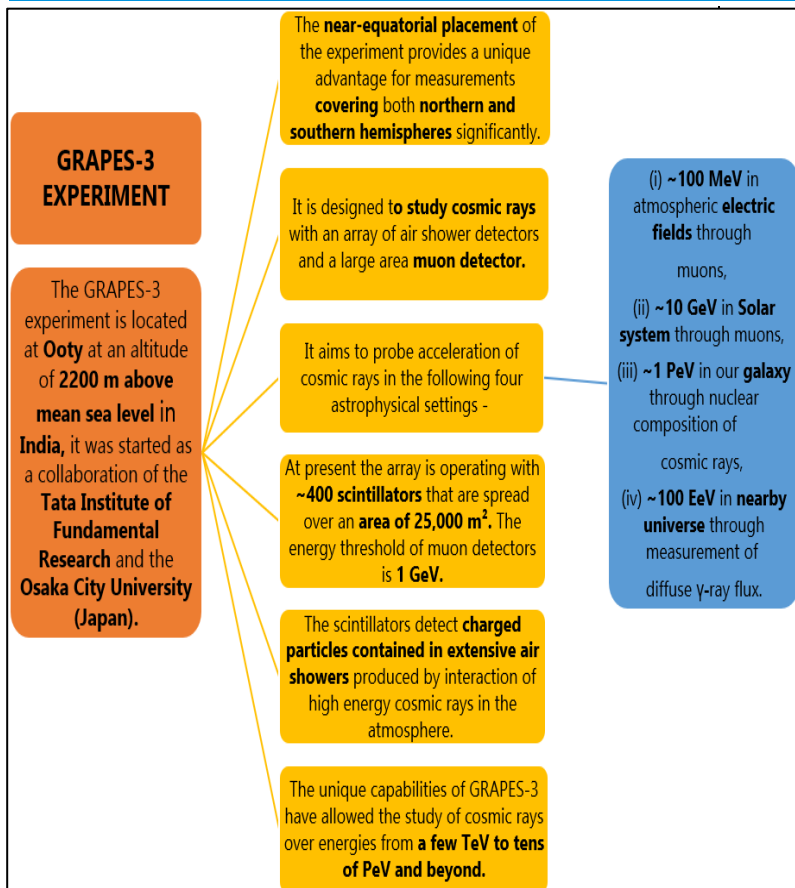 GRAPES-3
EXPERIMENT
The GRAPES-3
experiment is located
at Ooty at an altitude
of 2200 m above
mean sea level in
India, it was started as
a collaboration of the
Tata Institute of
Fundamental
Research and the
Osaka City University
(Japan).
The near-equatorial placement of
the experiment provides a unique
advantage for measurements
covering both northern and
southern hemispheres significantly.
It is designed to study cosmic rays
with an array of air shower detectors
and a large area muon detector.
It aims to probe acceleration of
cosmic rays in the following four
astrophysical settings -
At present the array is operating with
~400 scintillators that are spread
over an area of 25,000 m². The
energy threshold of muon detectors
is 1 GeV.
The scintillators detect charged
particles contained in extensive air
showers produced by interaction of
high energy cosmic rays in the
atmosphere.
The unique capabilities of GRAPES-3
have allowed the study of cosmic rays
over energies from a few TeV to tens
of PeV and beyond.
(i) ~100 MeV in
atmospheric electric
fields through
muons,
(ii) ~10 GeV in Solar
system through muons,
(iii) ~1 PeV in our galaxy
through nuclear
composition of
cosmic rays,
(iv) ~100 EeV in nearby
universe through
measurement of
diffuse γ-ray flux.